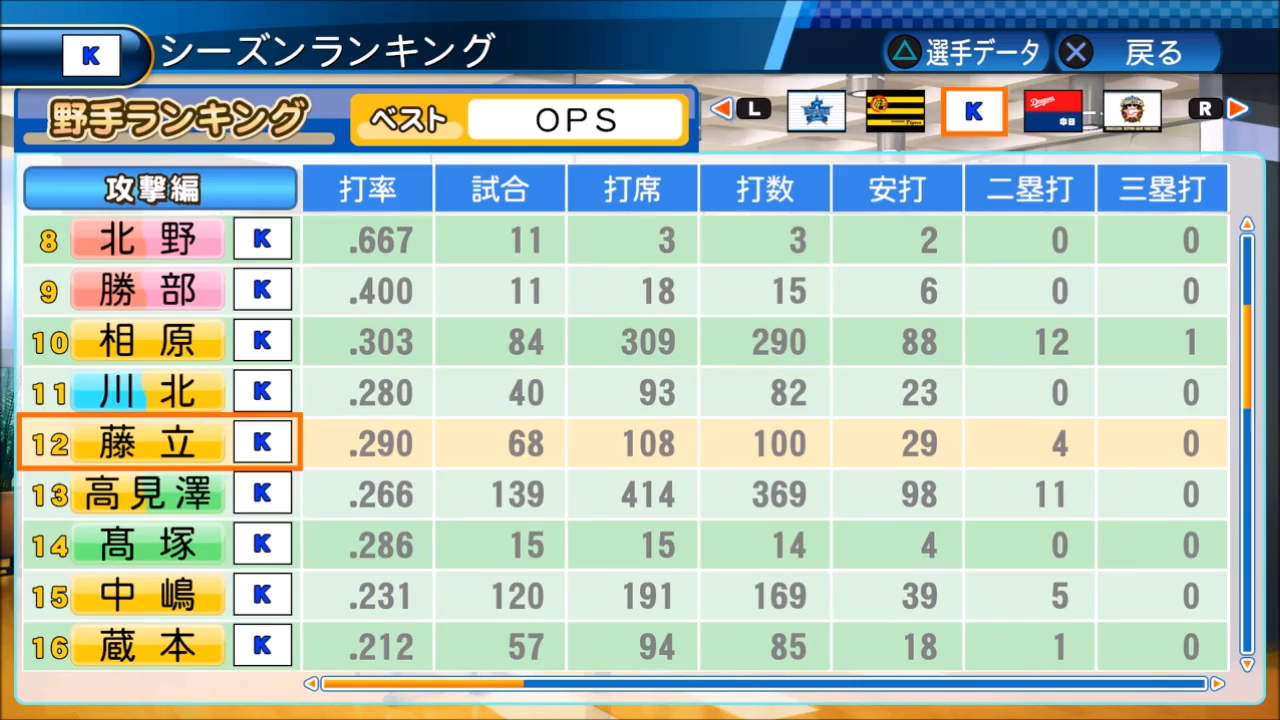 K シーズンランキング △ 選手データ × 戻る
野手ランキング ベスト OPS L K R
攻撃編 打率 試合 打席 打数 安打 二塁打 三塁打
8 北野 K .667 11 3 3 2 0 0
9 勝部 K .400 11 18 15 6 0 0
10 相原 K .303 84 309 290 88 12 1
11 川北 K .280 40 93 82 23 0 0
12 藤立 K .290 68 108 100 29 4 0
13 高見澤 K .266 139 414 369 98 11 0
14 髙塚 K .286 15 15 14 4 0 0
15 中嶋 K .231 120 191 169 39 5 0
16 蔵本 K .212 57 94 85 18 1 0